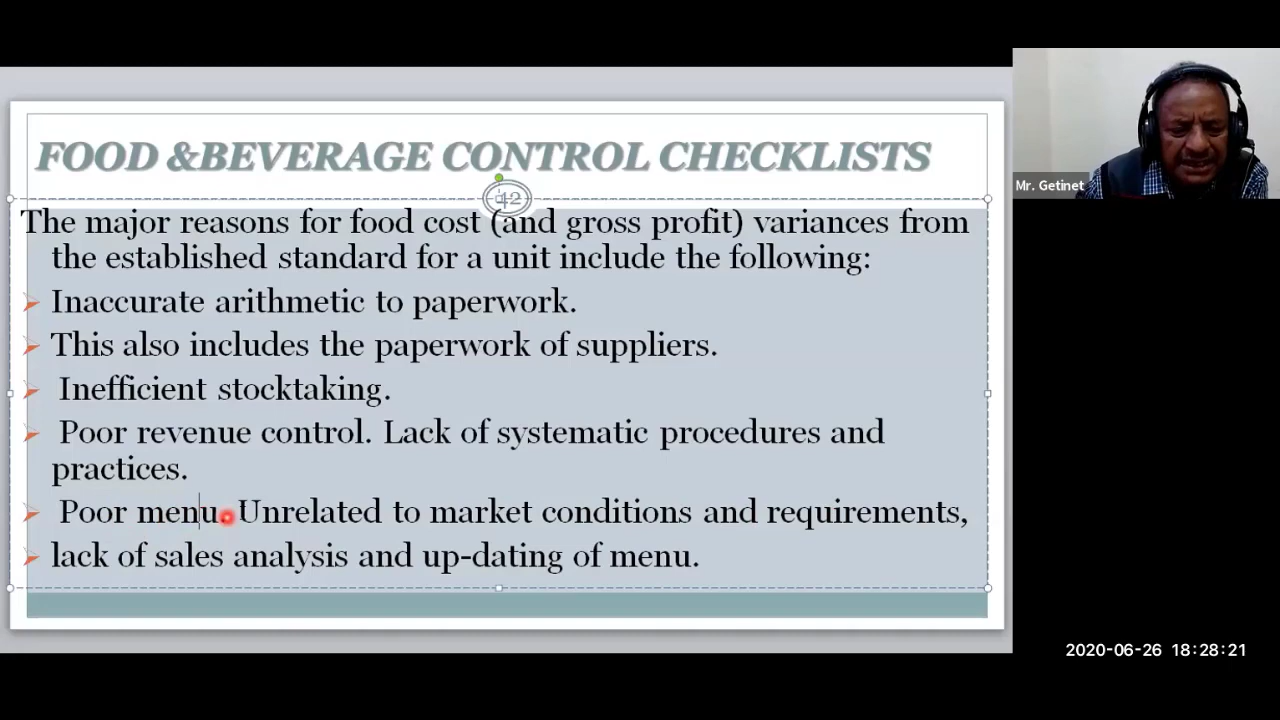 FOOD &BEVERAGE CONTROL CHECKLISTS
42
The major reasons for food cost (and gross profit) variances from
the established standard for a unit include the following:
Inaccurate arithmetic to paperwork.
This also includes the paperwork of suppliers.
Inefficient stocktaking.
Poor revenue control. Lack of systematic procedures and
practices.
Poor menu. Unrelated to market conditions and requirements,
lack of sales analysis and up-dating of menu.
Mr. Getinet
2020-06-26 18:28:21